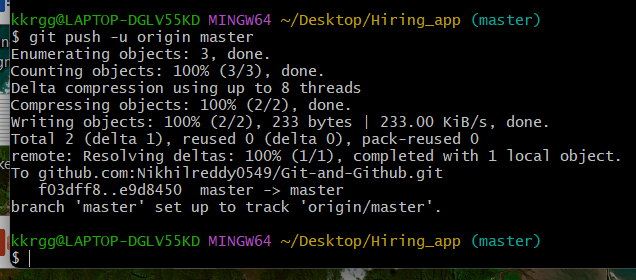 kkrgg@LAPTOP-DGLV55KD MINGW64 ~/Desktop/Hiring_app (master)
$ git push -u origin master
Enumerating objects: 3, done.
Counting objects: 100% (3/3), done.
Delta compression using up to 8 threads
Compressing objects: 100% (2/2), done.
Writing objects: 100% (2/2), 233 bytes | 233.00 KiB/s, done.
Total 2 (delta 1), reused 0 (delta 0), pack-reused 0
remote: Resolving deltas: 100% (1/1), completed with 1 local object.
To github.com:Nikhilreddy0549/Git-and-Github.git
f03dff8..e9d8450  master -> master
branch 'master' set up to track 'origin/master'.
kkrgg@LAPTOP-DGLV55KD MINGW64 ~/Desktop/Hiring_app (master)
$